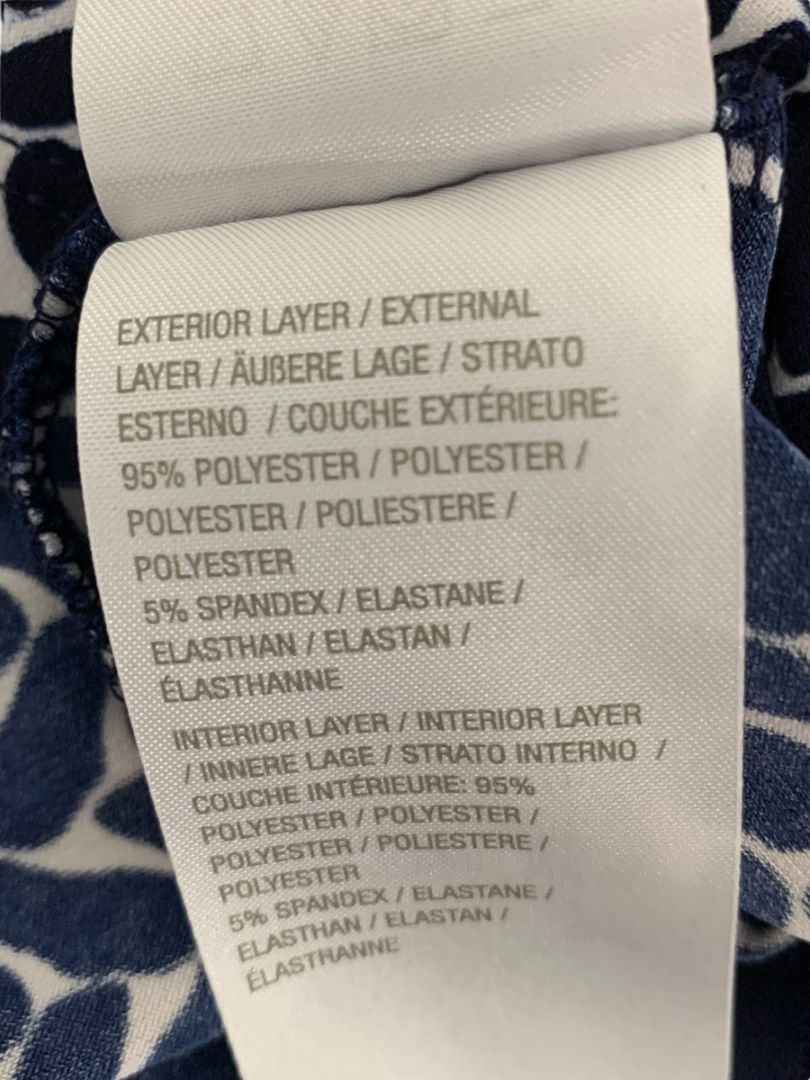 EXTERIOR LAYER / EXTERNAL
LAYER / ÄUßERE LAGE / STRATO
ESTERNO / COUCHE EXTÉRIEURE:
95% POLYESTER / POLYESTER /
POLYESTER / POLIESTERE /
POLYESTER
5% SPANDEX / ELASTANE /
ELASTHAN / ELASTAN /
ÉLASTHANNE
INTERIOR LAYER / INTERIOR LAYER
/ INNERE LAGE / STRATO INTERNO /
COUCHE INTÉRIEURE: 95%
POLYESTER / POLYESTER /
POLYESTER / POLIESTERE /
POLYESTER
5% SPANDEX / ELASTANE /
ELASTHAN / ELASTAN /
ÉLASTHANNE